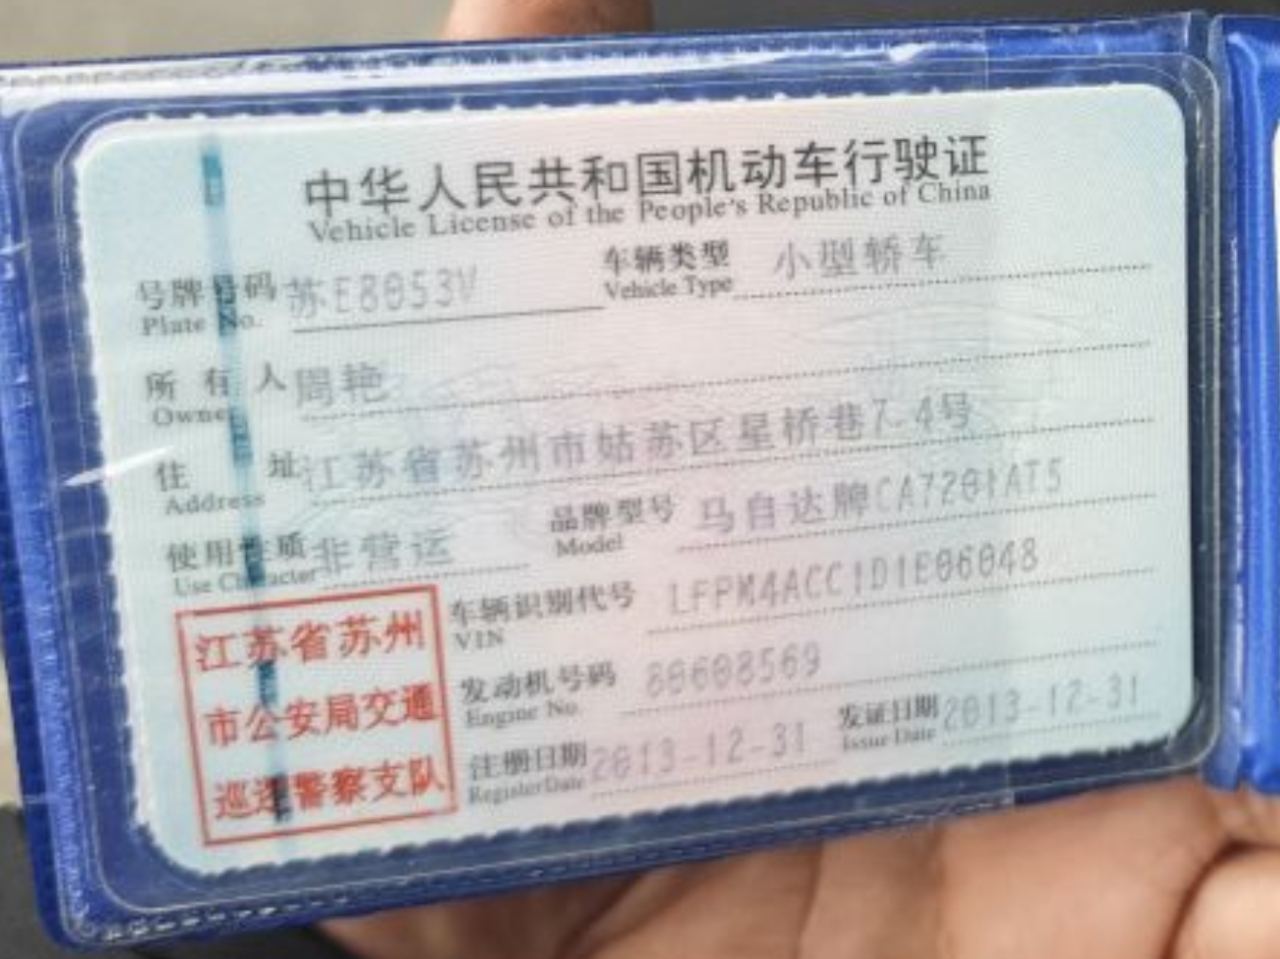 中华人民共和国机动车行驶证
Vehicle License of the People's Republic of China
号牌号码 苏E8053V 车辆类型 小型轿车
Plate No. Vehicle Type
所有人 周艳
Owner
住址 江苏省苏州市姑苏区星桥巷7-4号
Address
使用性质 非营运 品牌型号 马自达牌CA7201AT5
Use Character Model
车辆识别代号 LFPM4ACC1D1E06048
VIN
发动机号码 80608569
Engine No.
注册日期 2013-12-31 发证日期 2013-12-31
Register Date Issue Date
江苏省苏州
市公安局交通
巡逻警察支队